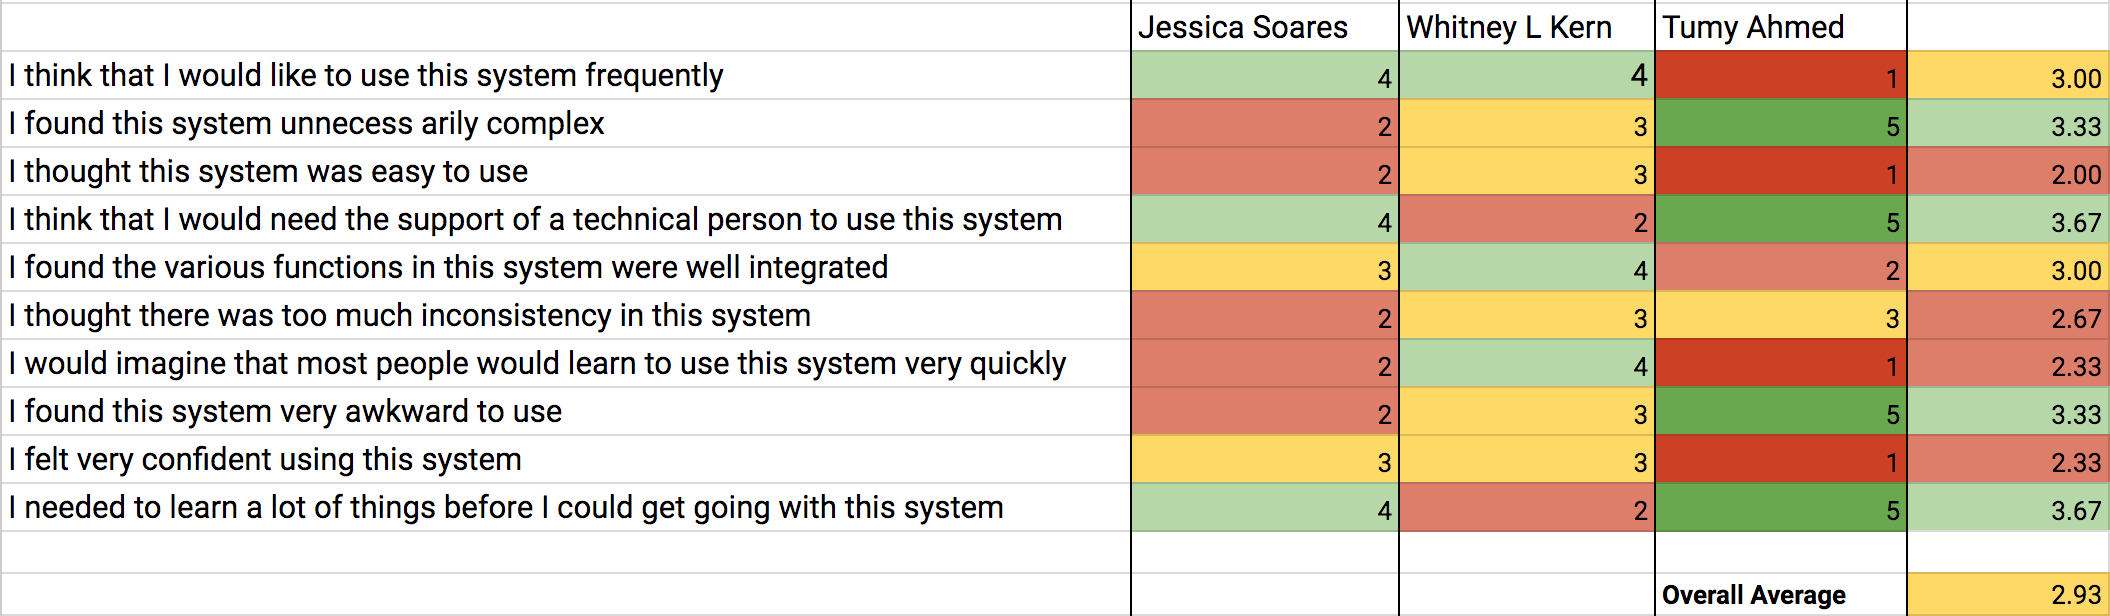 Jessica Soares Whitney L Kern Tumy Ahmed
I think that I would like to use this system frequently 4 4 1 3.00
I found this system unnecess arily complex 2 3 5 3.33
I thought this system was easy to use 2 3 1 2.00
I think that I would need the support of a technical person to use this system 4 2 5 3.67
I found the various functions in this system were well integrated 3 4 2 3.00
I thought there was too much inconsistency in this system 2 3 3 2.67
I would imagine that most people would learn to use this system very quickly 2 4 1 2.33
I found this system very awkward to use 2 3 5 3.33
I felt very confident using this system 3 3 1 2.33
I needed to learn a lot of things before I could get going with this system 4 2 5 3.67
Overall Average 2.93